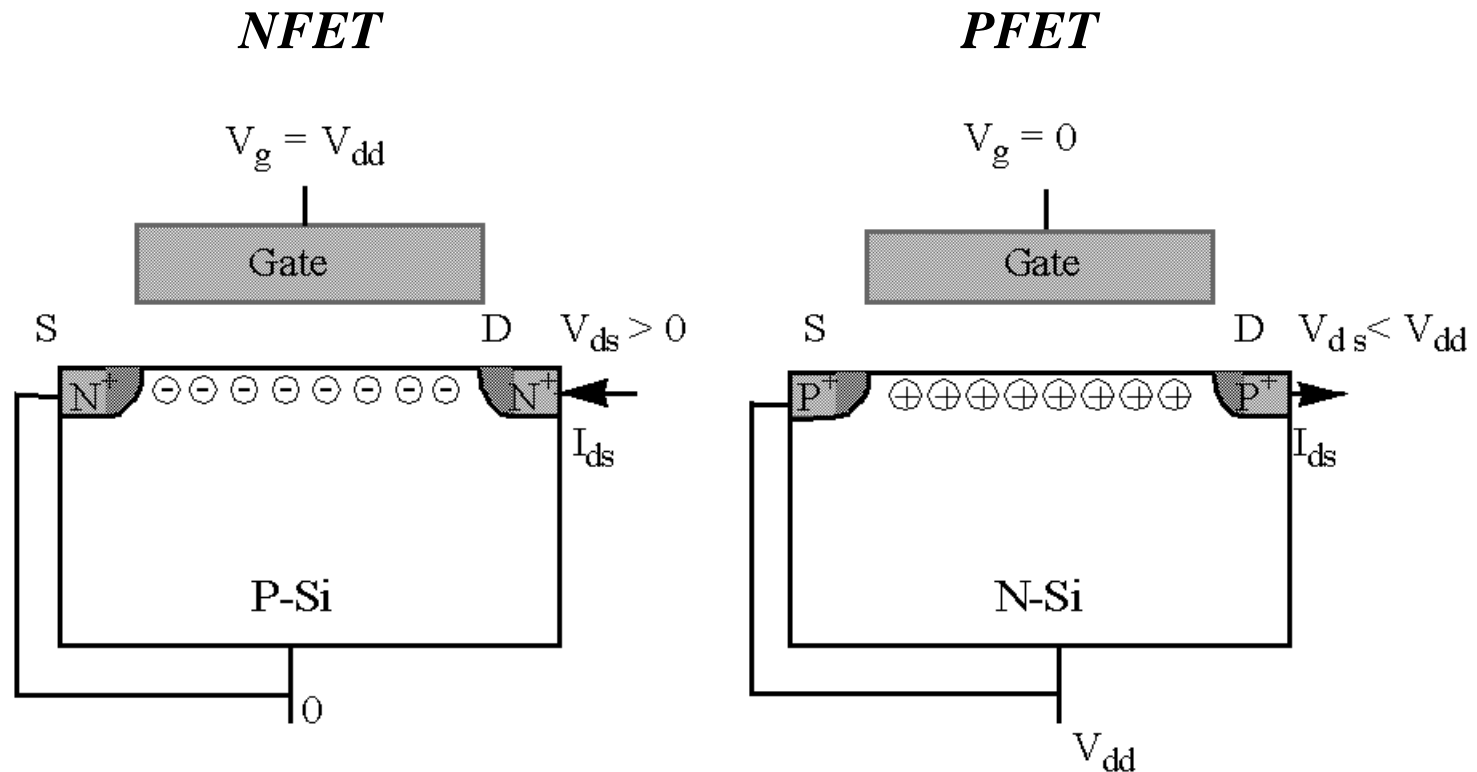 NFET
V_g = V_dd
Gate
S
D
V_ds > 0
N+
- - - - - - - -
N+
I_ds
P-Si
0
PFET
V_g = 0
Gate
S
D
V_ds < V_dd
P+
+ + + + + + + +
P+
I_ds
N-Si
V_dd